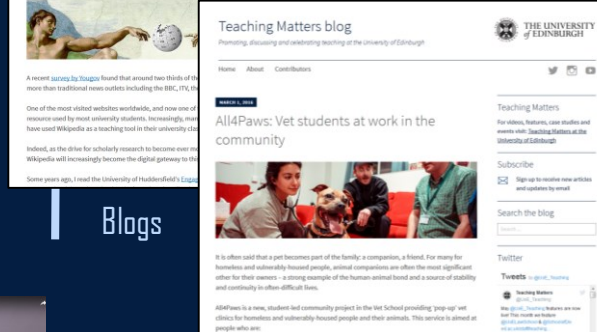 A recent survey by Yougov found that around two thirds of the
more than traditional news outlets including the BBC, ITV, the
One of the most visited websites worldwide, and now one of
resource used by most university students. Increasingly, man
have used Wikipedia as a teaching tool in their university clas
Indeed, as the drive for scholarly research to become ever mo
Wikipedia will increasingly become the digital gateway to this
Some years ago, I read the University of Huddersfield's Engag
Blogs
Teaching Matters blog
Promoting, discussing and celebrating teaching at the University of Edinburgh
THE UNIVERSITY
of EDINBURGH
Home About Contributors
MARCH 1, 2016
All4Paws: Vet students at work in the
community
It is often said that a pet becomes part of the family: a companion, a friend. For many for
homeless and vulnerably-housed people, animal companions are often the most significant
other for their owners – a strong example of the human-animal bond and a source of stability
and continuity in often difficult lives.
All4Paws is a new, student-led community project in the Vet School providing 'pop-up' vet
clinics for homeless and vulnerably-housed people and their animals. This service is aimed at
people who are:
Teaching Matters
For videos, features, case studies and
events visit: Teaching Matters at the
University of Edinburgh
Subscribe
Sign up to receive new articles
and updates by email
Search the blog
Search
Twitter
Tweets
Teaching Matters